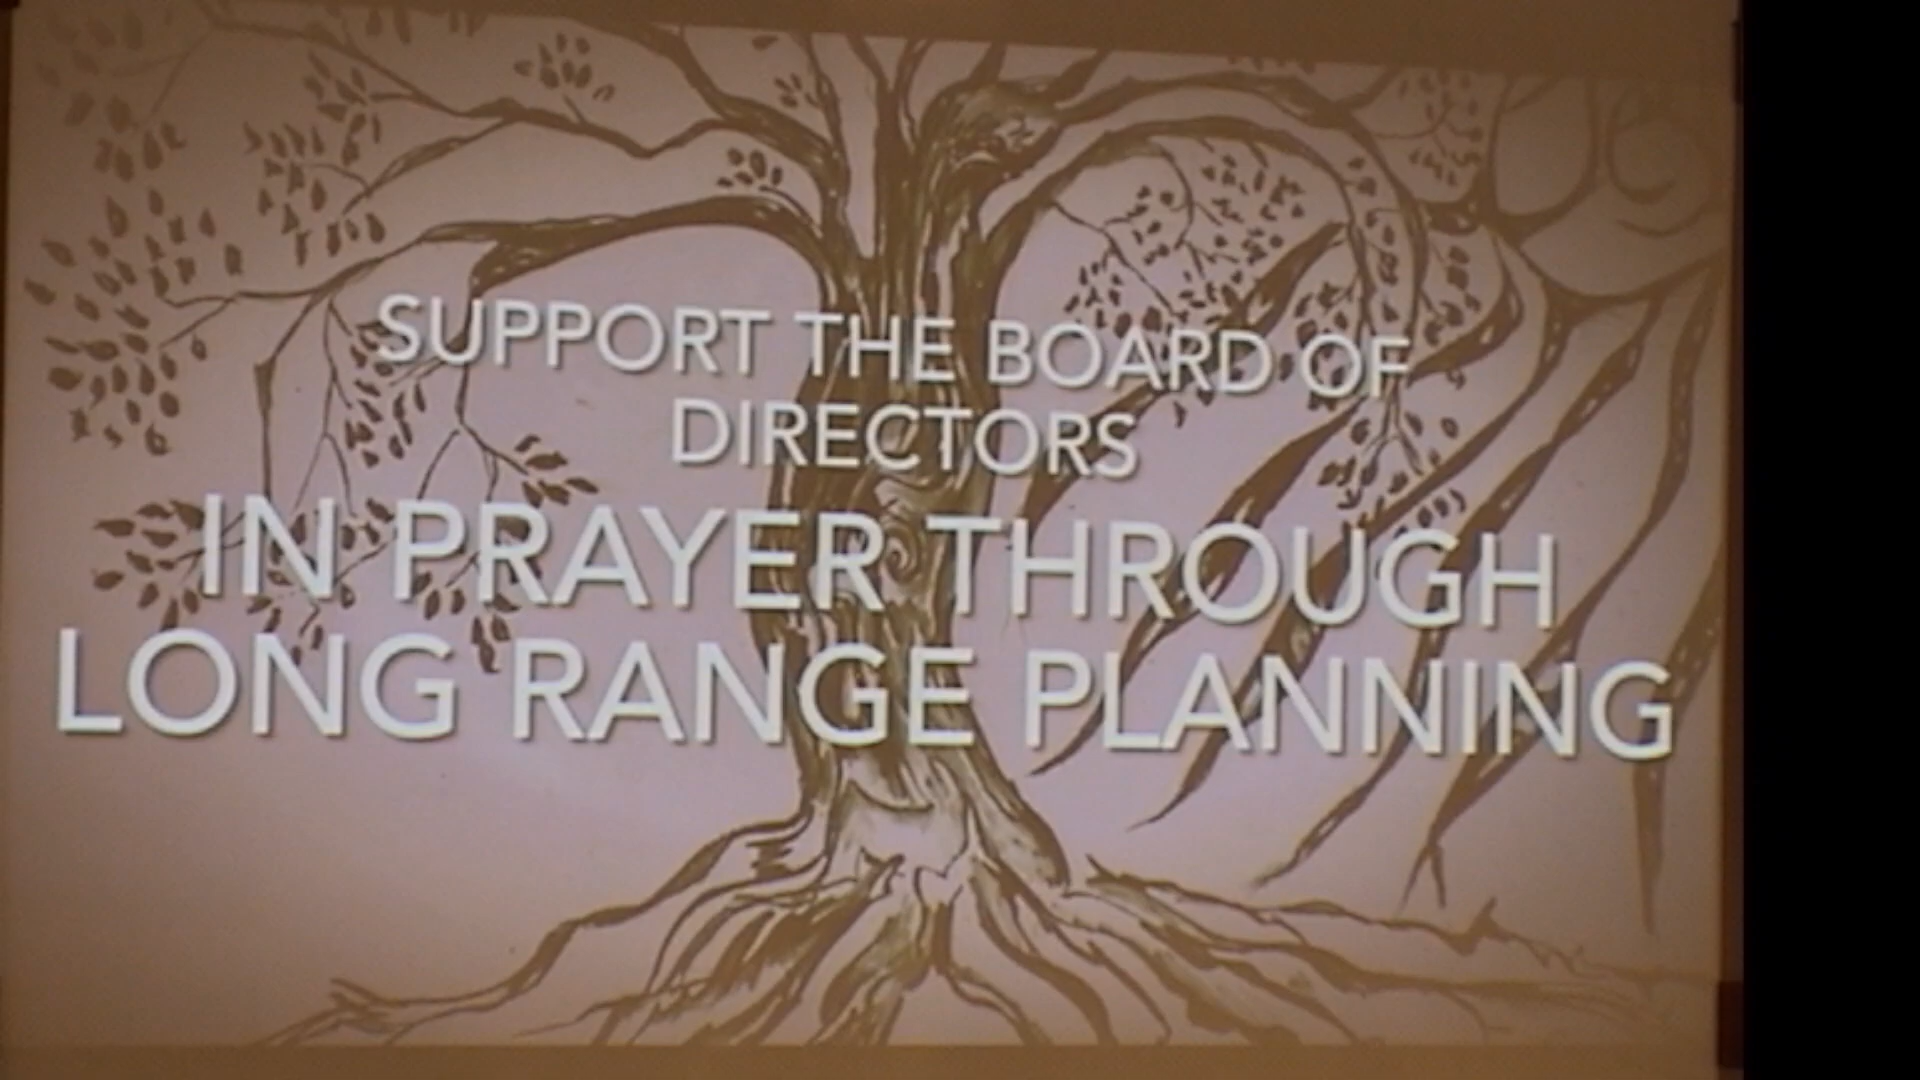 SUPPORT THE BOARD OF
DIRECTORS
IN PRAYER THROUGH
LONG RANGE PLANNING